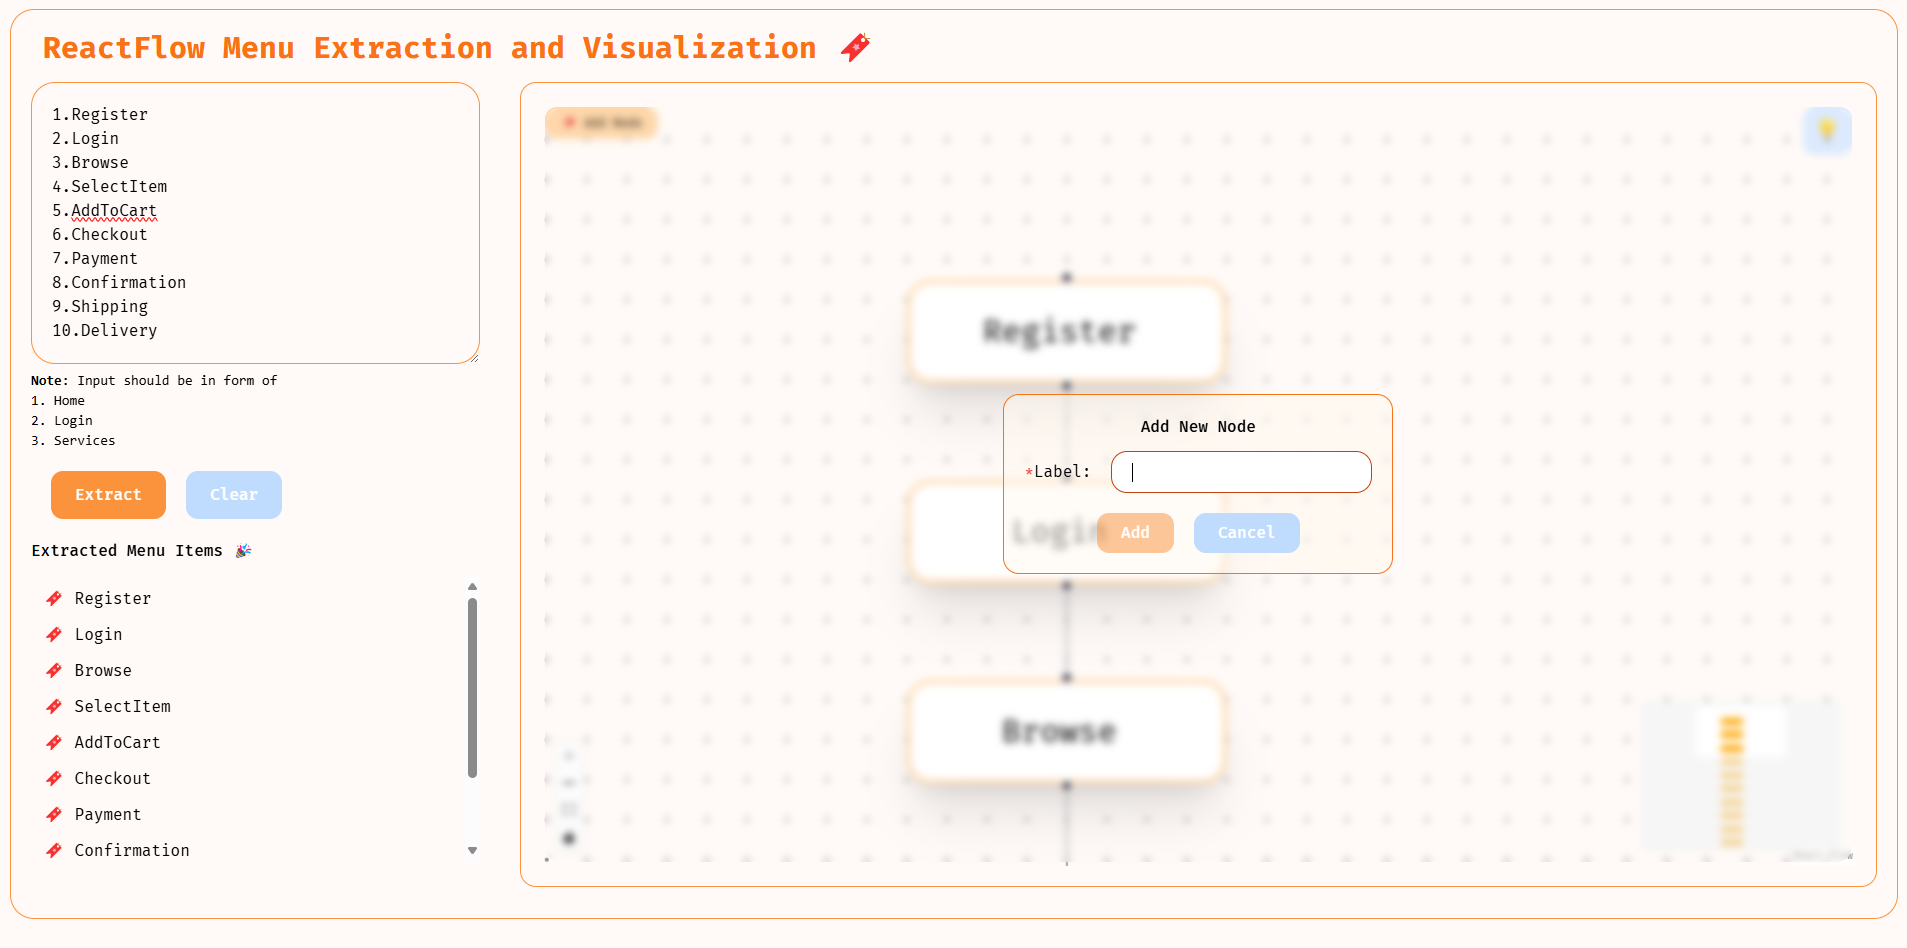 ReactFlow Menu Extraction and Visualization
1.Register
2.Login
3.Browse
4.SelectItem
5.AddToCart
6.Checkout
7.Payment
8.Confirmation
9.Shipping
10.Delivery
Note: Input should be in form of
1. Home
2. Login
3. Services
Extract
Clear
Extracted Menu Items
Register
Login
Browse
SelectItem
AddToCart
Checkout
Payment
Confirmation
Add Node
Register
Add New Node
*Label:
Login
Add
Cancel
Browse